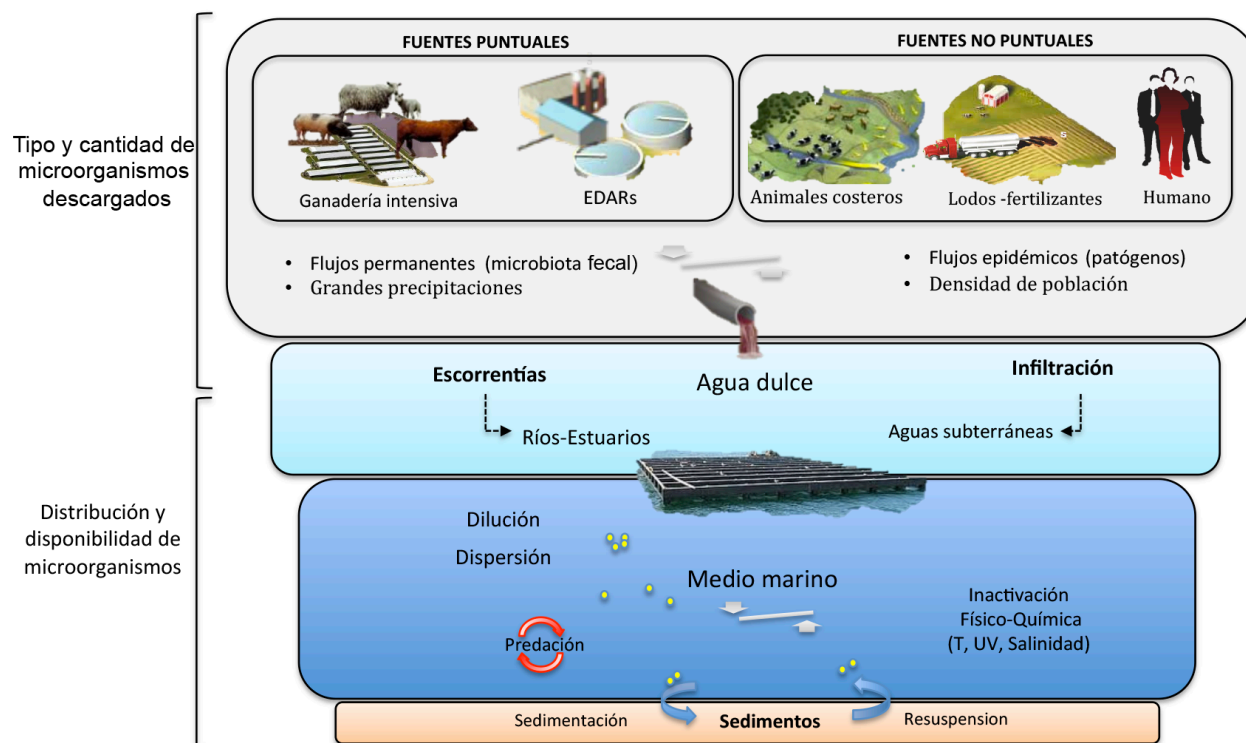 FUENTES PUNTUALES
FUENTES NO PUNTUALES
Tipo y cantidad de
microorganismos
descargados
Ganadería intensiva
EDARs
Animales costeros
Lodos -fertilizantes
Humano
s
• Flujos permanentes (microbiota fecal)
• Grandes precipitaciones
• Flujos epidémicos (patógenos)
• Densidad de población
Escorrentías
Agua dulce
Infiltración
Ríos-Estuarios
Aguas subterráneas
Distribución y
disponibilidad de
microorganismos
Dilución
Dispersión
Medio marino
Predación
Inactivación
Físico-Química
(T, UV, Salinidad)
Sedimentación
Sedimentos
Resuspension